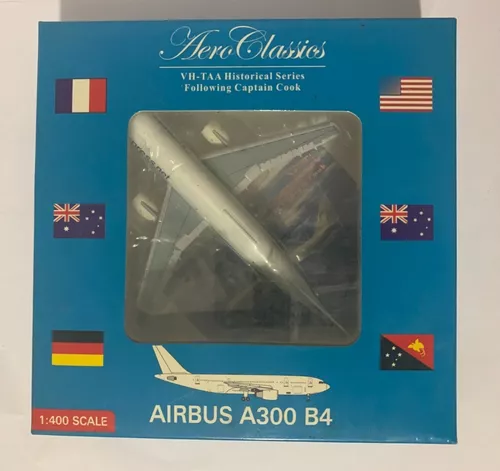 AeroClassics
VH-TAA Historical Series
Following Captain Cook
1:400 SCALE
AIRBUS A300 B4